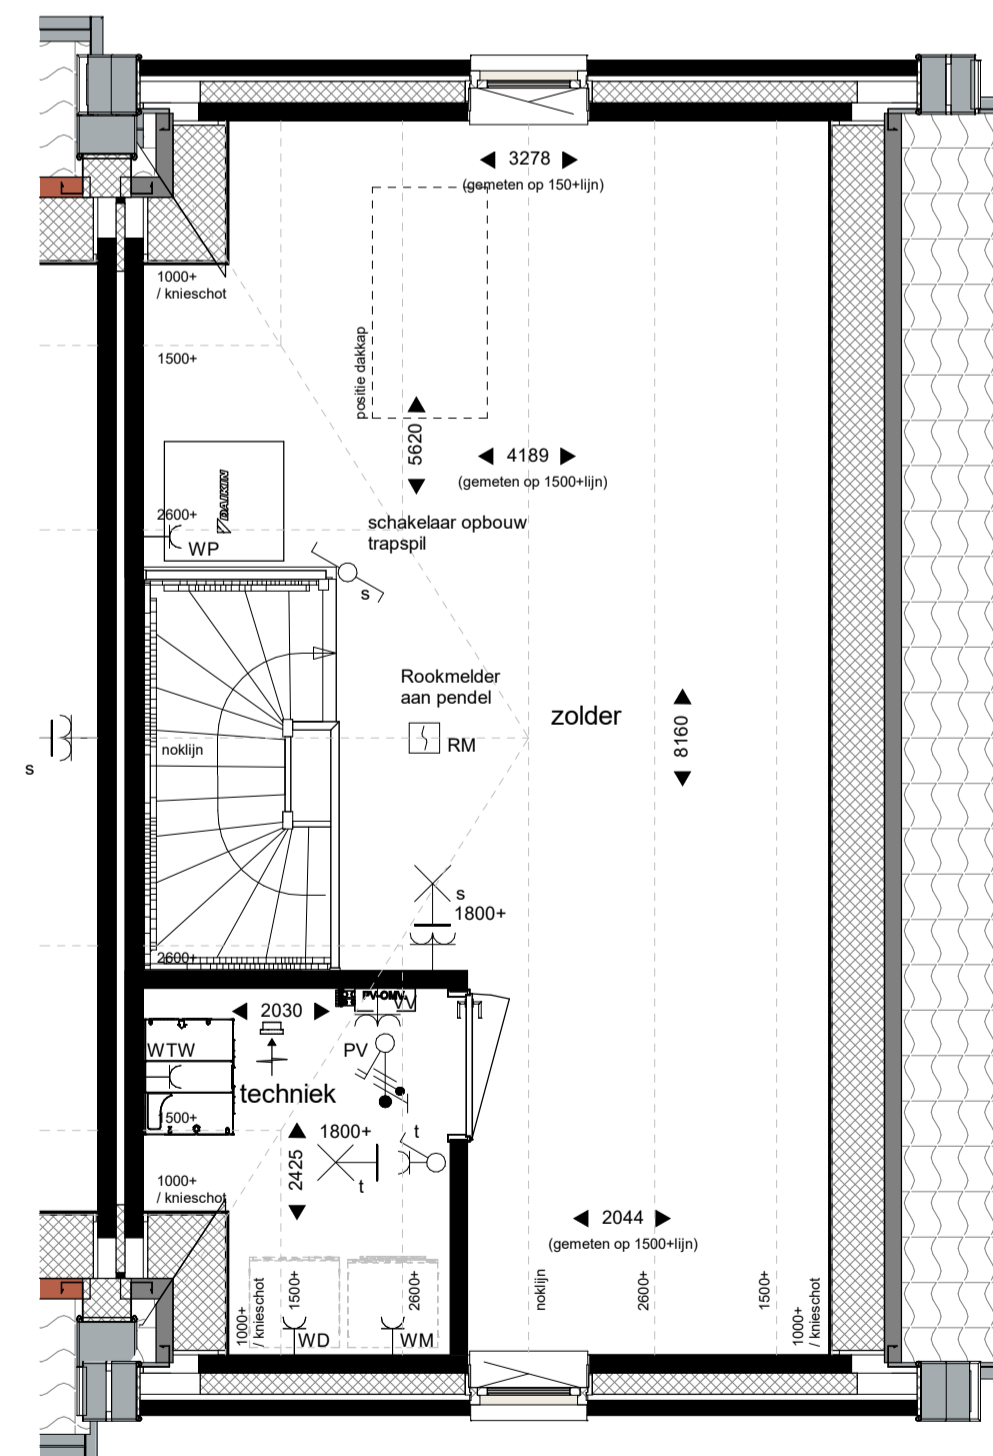 3278
(gemeten op 150+lijn)
1000+
/ knieschot
1500+
positie dakkap
5620
4189
(gemeten op 1500+lijn)
DAIKIN
2600+
WP
schakelaar opbouw
trapspil
s
Rookmelder
aan pendel
RM
zolder
8160
noklijn
s
s
1800+
2600+
2030
PV-OMV.
WTW
PV
techniek
1500+
1800+
t
t
2425
1000+
/ knieschot
2044
(gemeten op 1500+lijn)
1000+
/ knieschot
1500+
2600+
noklijn
2600+
1500+
1000+
/ knieschot
WD
WM